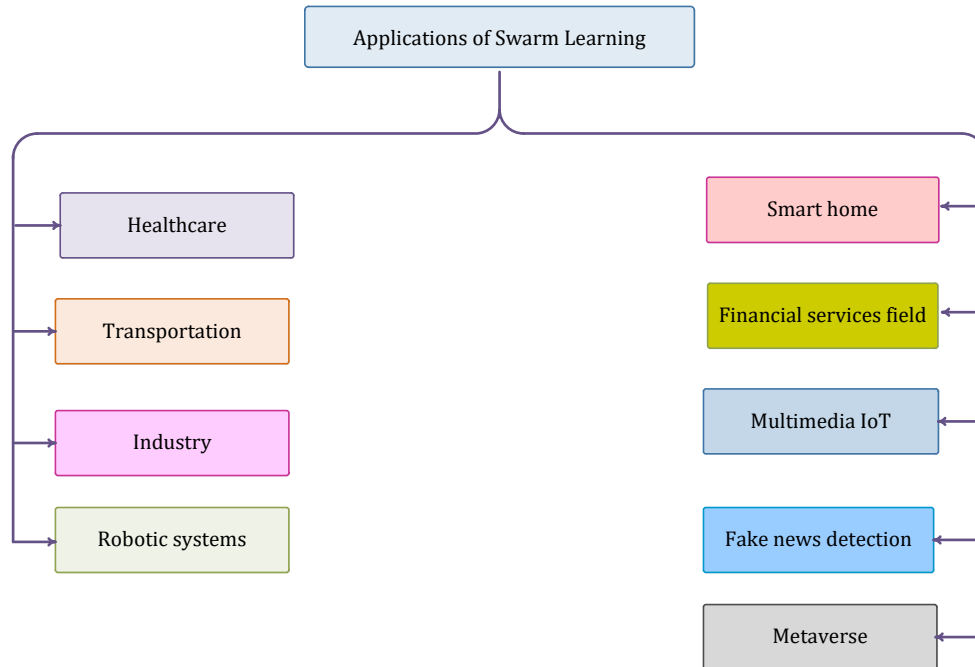 Applications of Swarm Learning
Healthcare
Transportation
Industry
Robotic systems
Smart home
Financial services field
Multimedia IoT
Fake news detection
Metaverse